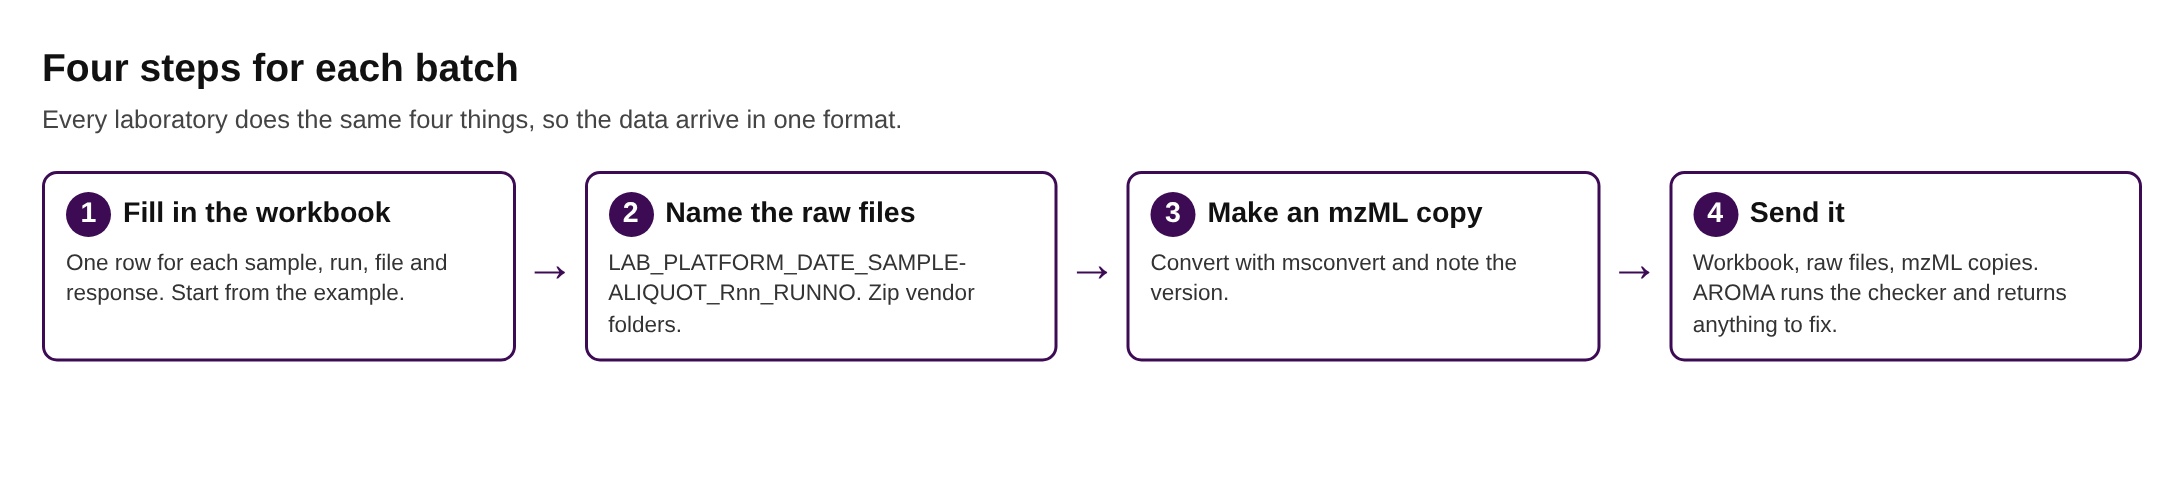 Four steps for each batch
Every laboratory does the same four things, so the data arrive in one format.
1 Fill in the workbook
One row for each sample, run, file and
response. Start from the example.
→
2 Name the raw files
LAB_PLATFORM_DATE_SAMPLE-
ALIQUOT_Rnn_RUNNO. Zip vendor
folders.
→
3 Make an mzML copy
Convert with msconvert and note the
version.
→
4 Send it
Workbook, raw files, mzML copies.
AROMA runs the checker and returns
anything to fix.